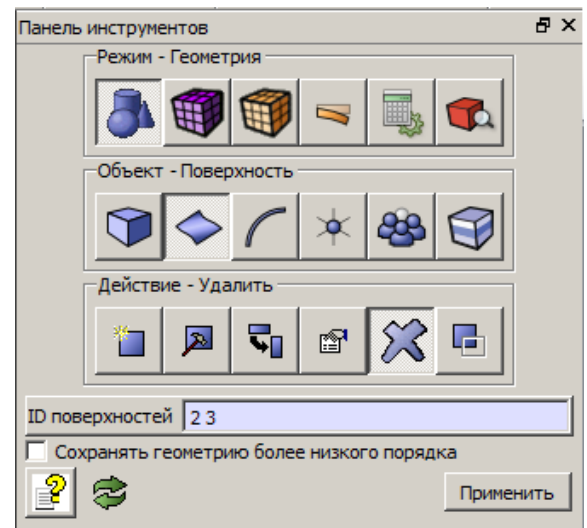 Панель инструментов
Режим - Геометрия
Объект - Поверхность
Действие - Удалить
ID поверхностей 2 3
Сохранять геометрию более низкого порядка
Применить